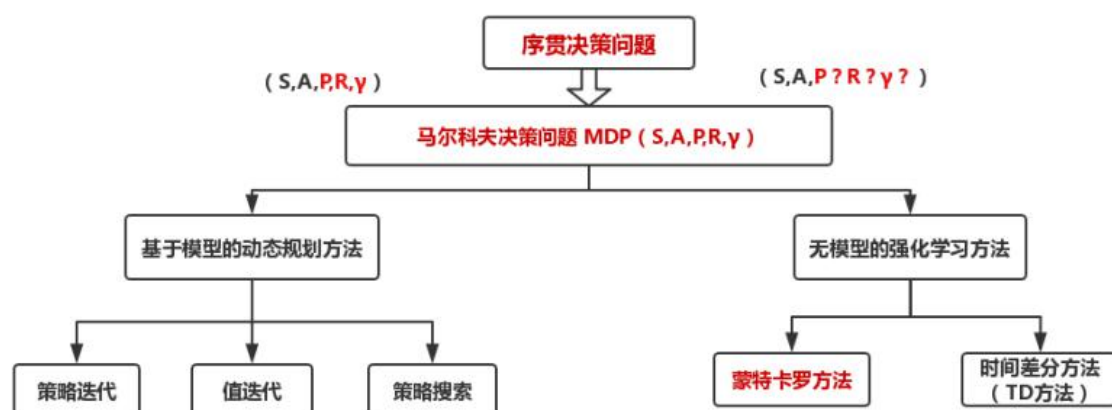 序贯决策问题
（S,A,P,R,γ）
（S,A,P？R？γ？）
马尔科夫决策问题 MDP（S,A,P,R,γ）
基于模型的动态规划方法
无模型的强化学习方法
策略迭代
值迭代
策略搜索
蒙特卡罗方法
时间差分方法
（TD方法）